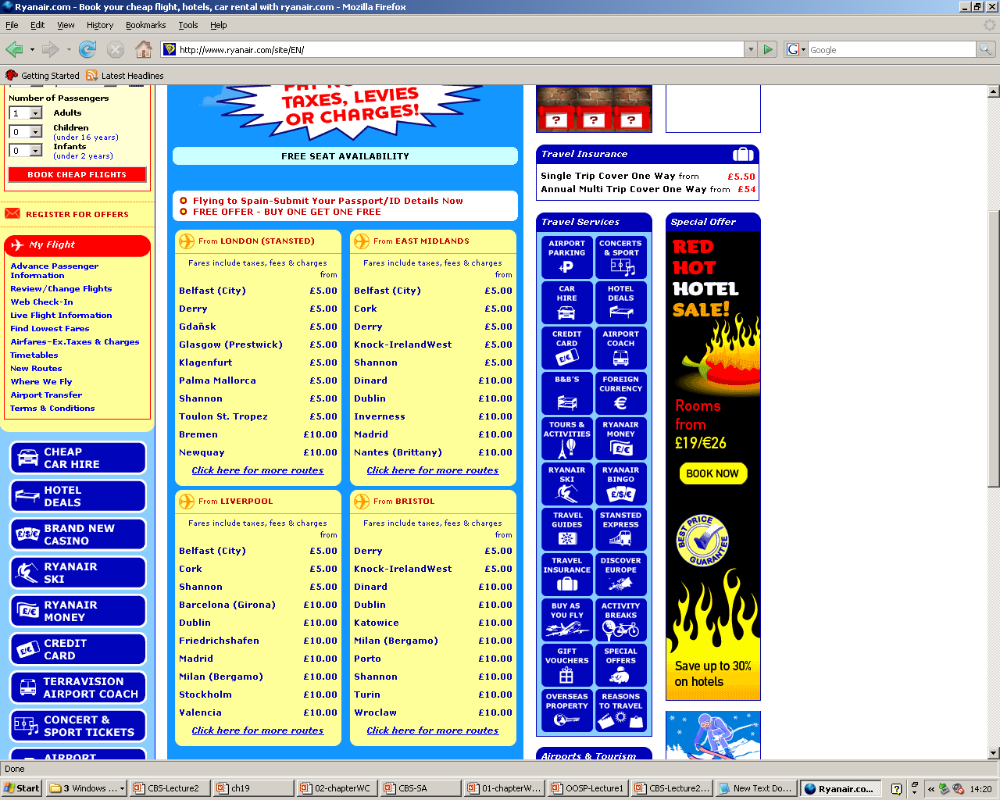 Ryanair.com - Book your cheap flight, hotels, car rental with ryanair.com - Mozilla Firefox
File Edit View History Bookmarks Tools Help
http://www.ryanair.com/site/EN/
G Google
Getting Started Latest Headlines
Number of Passengers
1 Adults
0 Children
(under 16 years)
0 Infants
(under 2 years)
BOOK CHEAP FLIGHTS
REGISTER FOR OFFERS
My Flight
Advance Passenger
Information
Review/Change Flights
Web Check-In
Live Flight Information
Find Lowest Fares
Airfares-Ex.Taxes & Charges
Timetables
New Routes
Where We Fly
Airport Transfer
Terms & Conditions
CHEAP
CAR HIRE
HOTEL
DEALS
£/$/€
BRAND NEW
CASINO
RYANAIR
SKI
£/€
RYANAIR
MONEY
£/€
CREDIT
CARD
TERRAVISION
AIRPORT COACH
CONCERT &
SPORT TICKETS
AIRPORT
TAXES, LEVIES
OR CHARGES!
FREE SEAT AVAILABILITY
Flying to Spain-Submit Your Passport/ID Details Now
FREE OFFER - BUY ONE GET ONE FREE
From LONDON (STANSTED)
Fares include taxes, fees & charges
from
Belfast (City) £5.00
Derry £5.00
Gdańsk £5.00
Glasgow (Prestwick) £5.00
Klagenfurt £5.00
Palma Mallorca £5.00
Shannon £5.00
Toulon St. Tropez £5.00
Bremen £10.00
Newquay £10.00
Click here for more routes
From EAST MIDLANDS
Fares include taxes, fees & charges
from
Belfast (City) £5.00
Cork £5.00
Derry £5.00
Knock-IrelandWest £5.00
Shannon £5.00
Dinard £10.00
Dublin £10.00
Inverness £10.00
Madrid £10.00
Nantes (Brittany) £10.00
Click here for more routes
From LIVERPOOL
Fares include taxes, fees & charges
from
Belfast (City) £5.00
Cork £5.00
Shannon £5.00
Barcelona (Girona) £10.00
Dublin £10.00
Friedrichshafen £10.00
Madrid £10.00
Milan (Bergamo) £10.00
Stockholm £10.00
Valencia £10.00
Click here for more routes
From BRISTOL
Fares include taxes, fees & charges
from
Derry £5.00
Knock-IrelandWest £5.00
Dinard £10.00
Dublin £10.00
Katowice £10.00
Milan (Bergamo) £10.00
Porto £10.00
Shannon £10.00
Turin £10.00
Wroclaw £10.00
Click here for more routes
? ? ?
Travel Insurance
Single Trip Cover One Way from £5.50
Annual Multi Trip Cover One Way from £54
Travel Services
AIRPORT
PARKING
P
CONCERTS
& SPORT
CAR
HIRE
HOTEL
DEALS
CREDIT
CARD
£/€
AIRPORT
COACH
B&B'S
FOREIGN
CURRENCY
€
TOURS &
ACTIVITIES
RYANAIR
MONEY
£/€
RYANAIR
SKI
RYANAIR
BINGO
£/$/€
TRAVEL
GUIDES
STANSTED
EXPRESS
TRAVEL
INSURANCE
DISCOVER
EUROPE
BUY AS
YOU FLY
ACTIVITY
BREAKS
GIFT
VOUCHERS
SPECIAL
OFFERS
OVERSEAS
PROPERTY
REASONS
TO TRAVEL
Airports & Tourism
Special Offer
RED
HOT
HOTEL
SALE!
Rooms
from
£19/€26
BOOK NOW
BEST PRICE
GUARANTEE
Save up to 30%
on hotels
Done
Start 3 Windows ... CBS-Lecture2 ch19 02-chapterWC CBS-SA 01-chapterW... OOSP-Lecture1 CBS-Lecture2... New Text Do... Ryanair.co... 14:20